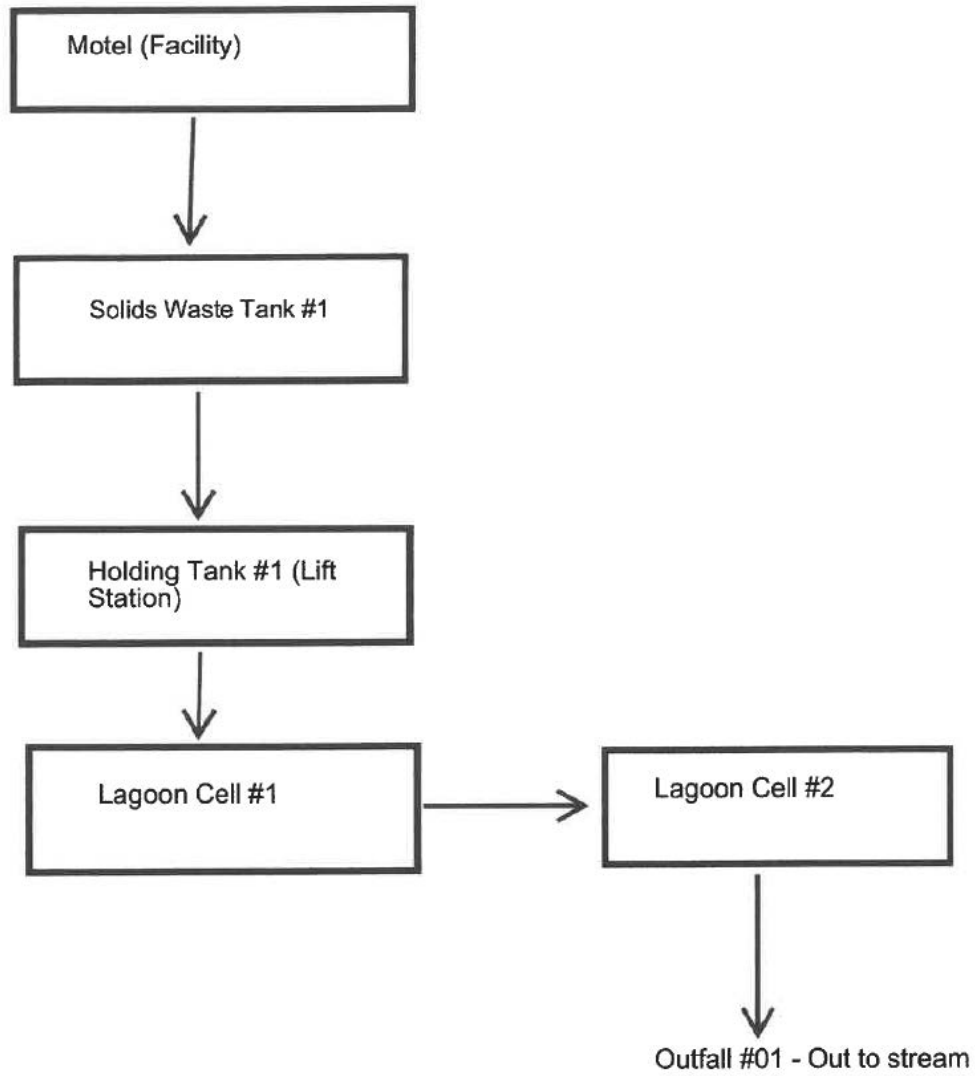 Motel (Facility)
Solids Waste Tank #1
Holding Tank #1 (Lift
Station)
Lagoon Cell #1
Lagoon Cell #2
Outfall #01 - Out to stream